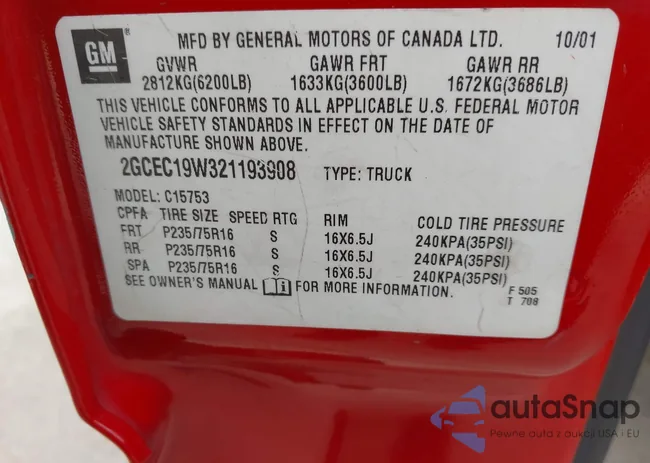 GM® MFD BY GENERAL MOTORS OF CANADA LTD. 10/01
GVWR GAWR FRT GAWR RR
2812KG(6200LB) 1633KG(3600LB) 1672KG(3686LB)
THIS VEHICLE CONFORMS TO ALL APPLICABLE U.S. FEDERAL MOTOR
VEHICLE SAFETY STANDARDS IN EFFECT ON THE DATE OF
MANUFACTURE SHOWN ABOVE.
2GCEC19W321193908 TYPE: TRUCK
MODEL: C15753
CPFA TIRE SIZE SPEED RTG RIM COLD TIRE PRESSURE
FRT P235/75R16 S 16X6.5J 240KPA(35PSI)
RR P235/75R16 S 16X6.5J 240KPA(35PSI)
SPA P235/75R16 S 16X6.5J 240KPA(35PSI)
SEE OWNER'S MANUAL FOR MORE INFORMATION.
F 505
T 788
autoSnap
Pewne auta z aukcji USA i EU